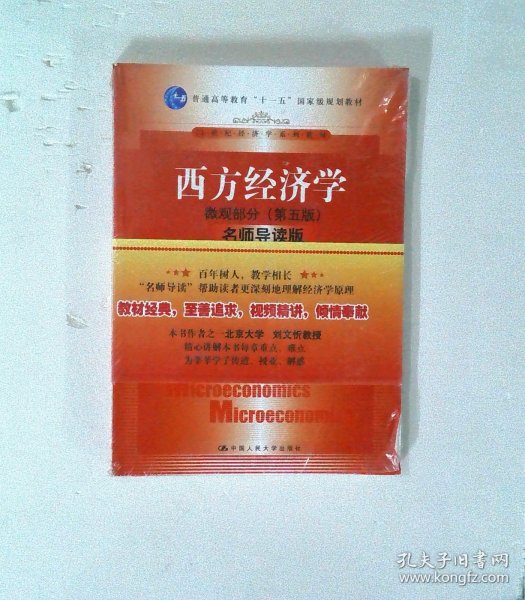 普通高等教育“十一五”国家级规划教材
西方经济学
微观部分（第五版）
名师导读版
百年树人、教学相长
“名师导读”帮助读者更深刻地理解经济学原理
教材经典，至善追求，视频精讲，倾情奉献
本书作者之一北京大学 刘文忻教授
精心讲解本书每章重点、难点
为莘莘学子传道、授业、解惑
Microeconomics
Microeconom
中国人民大学出版社
孔夫子旧书网
www.kongfz.com